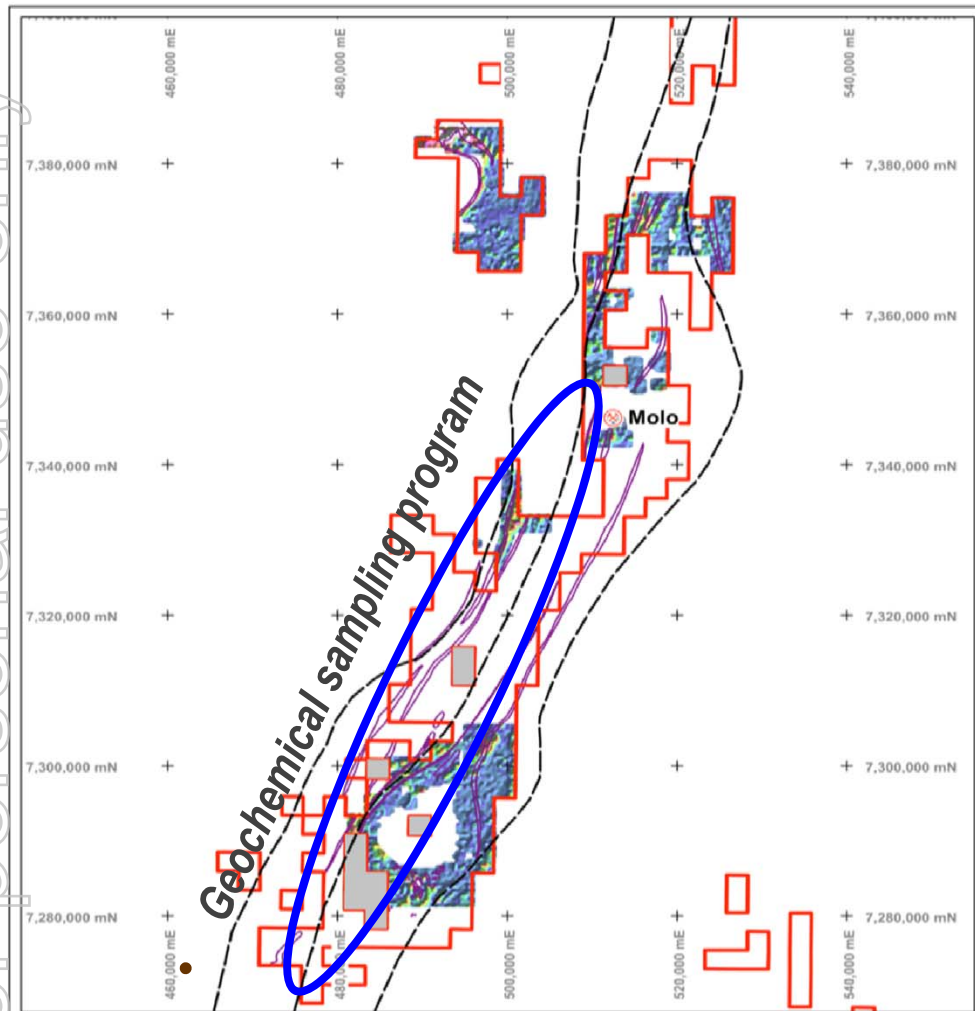 460,000 mE
480,000 mE
500,000 mE
520,000 mE
540,000 mE
7,380,000 mN
7,380,000 mN
7,360,000 mN
7,360,000 mN
Molo
7,340,000 mN
7,340,000 mN
Geochemical sampling program
7,320,000 mN
7,320,000 mN
7,300,000 mN
7,300,000 mN
7,280,000 mN
7,280,000 mN
460,000 mE
480,000 mE
500,000 mE
520,000 mE
540,000 mE